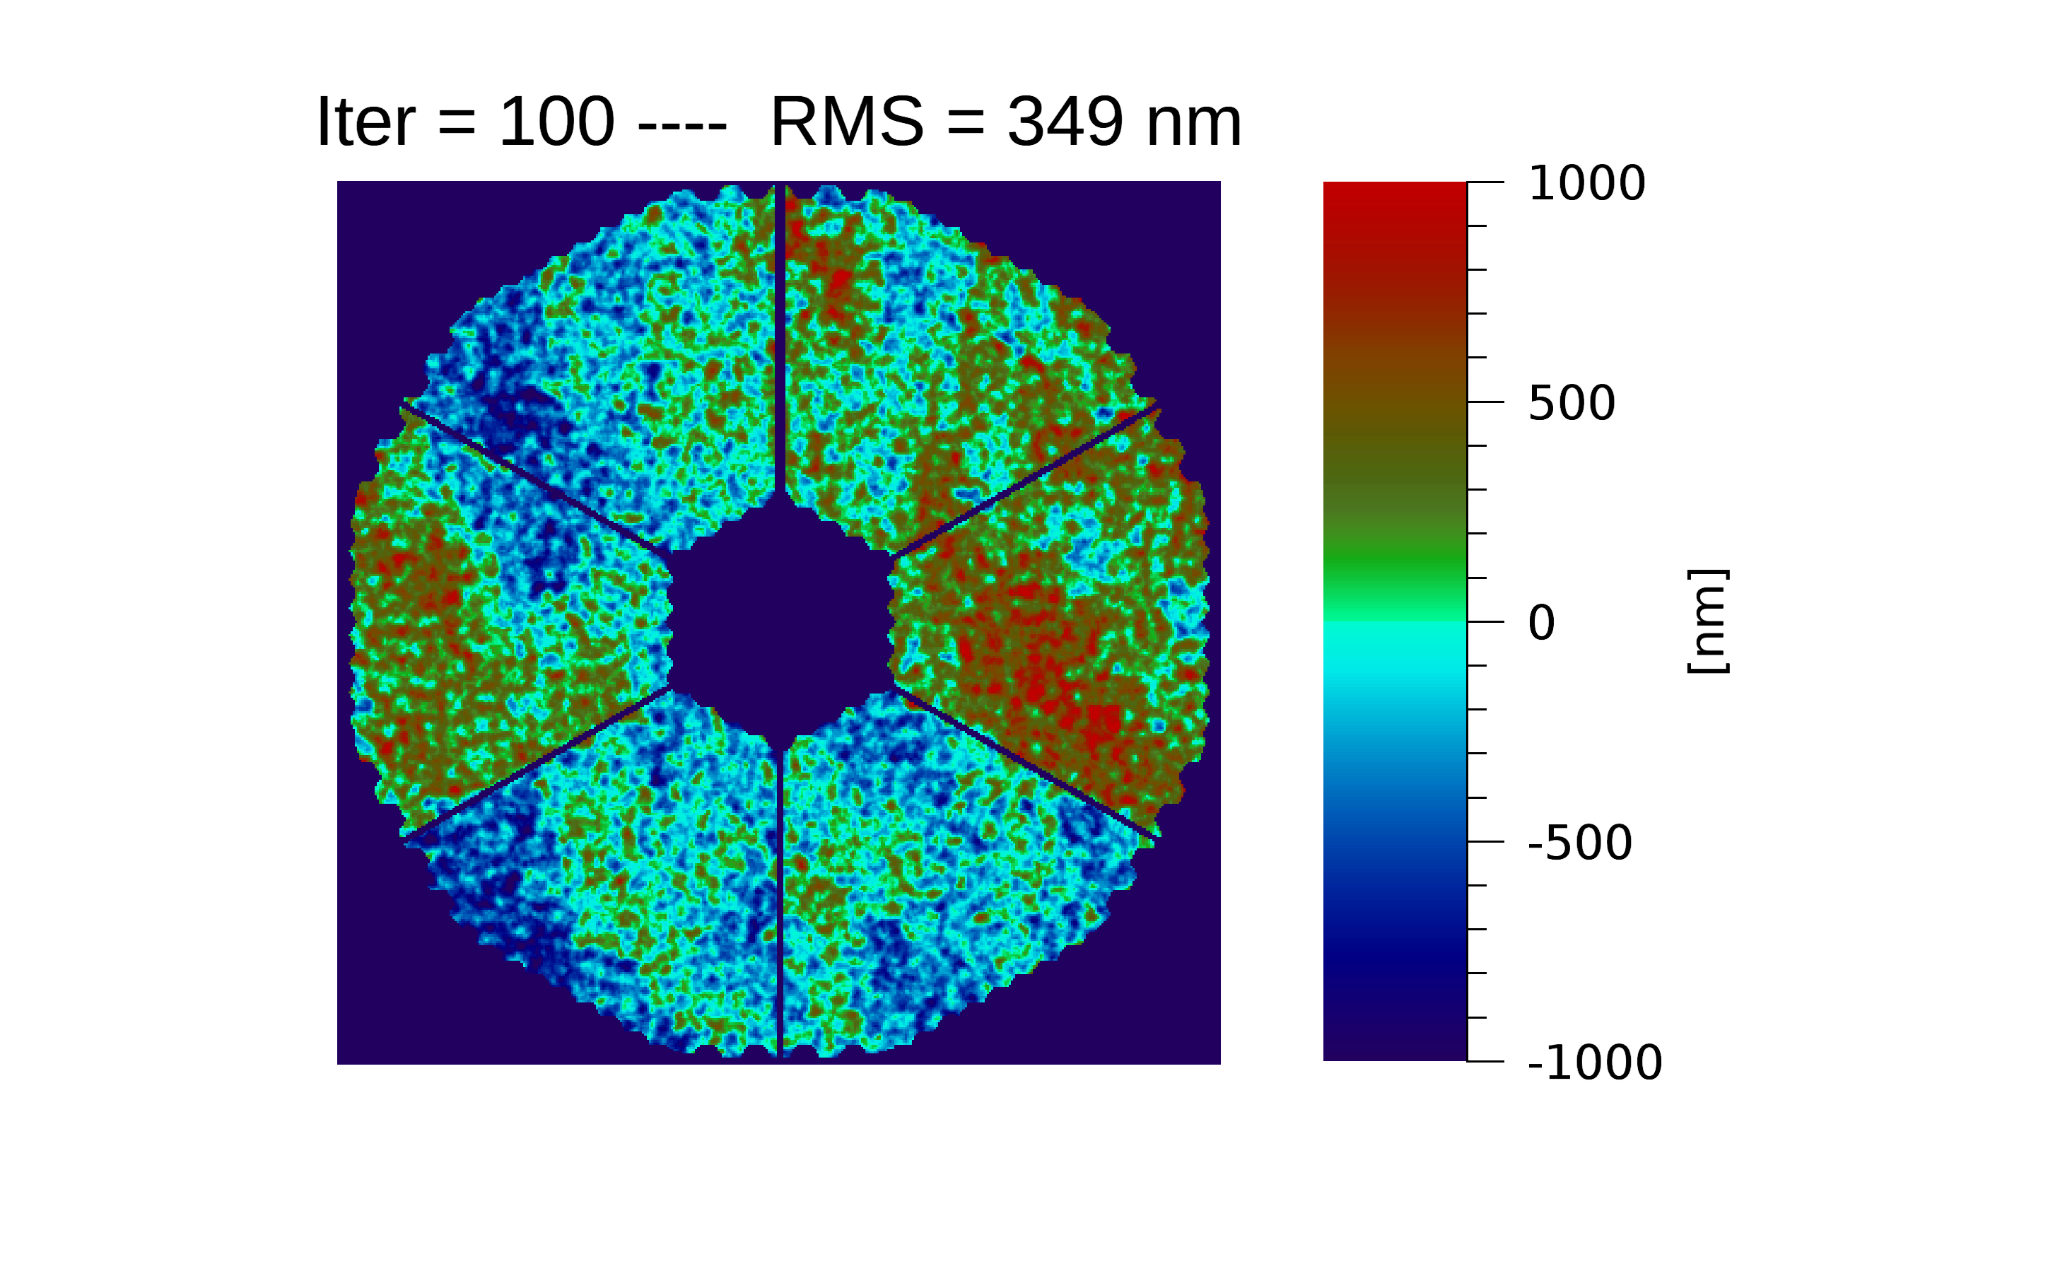 Iter = 100 ----  RMS = 349 nm
1000
500
0
-500
-1000
[nm]